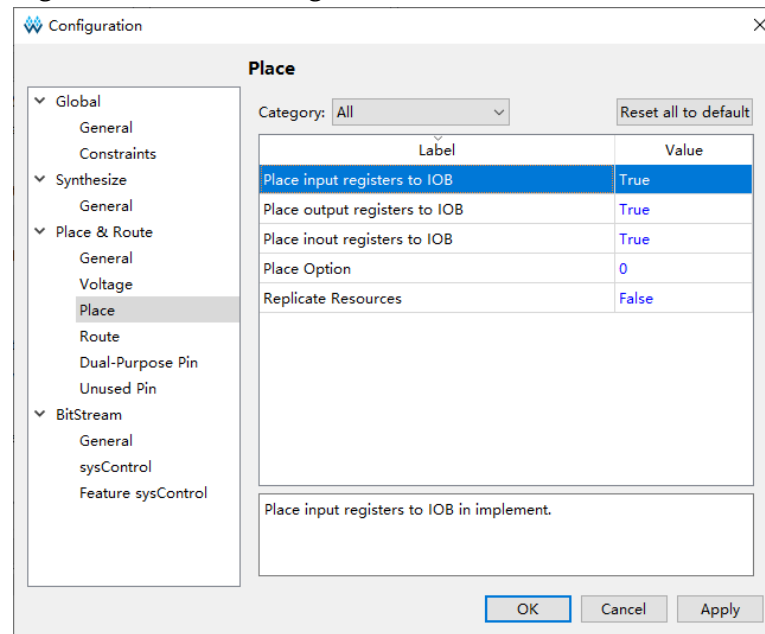 Configuration
Place
Global
General
Constraints
Synthesize
General
Place & Route
General
Voltage
Place
Route
Dual-Purpose Pin
Unused Pin
BitStream
General
sysControl
Feature sysControl
Category: All
Reset all to default
Label Value
Place input registers to IOB True
Place output registers to IOB True
Place inout registers to IOB True
Place Option 0
Replicate Resources False
Place input registers to IOB in implement.
OK Cancel Apply